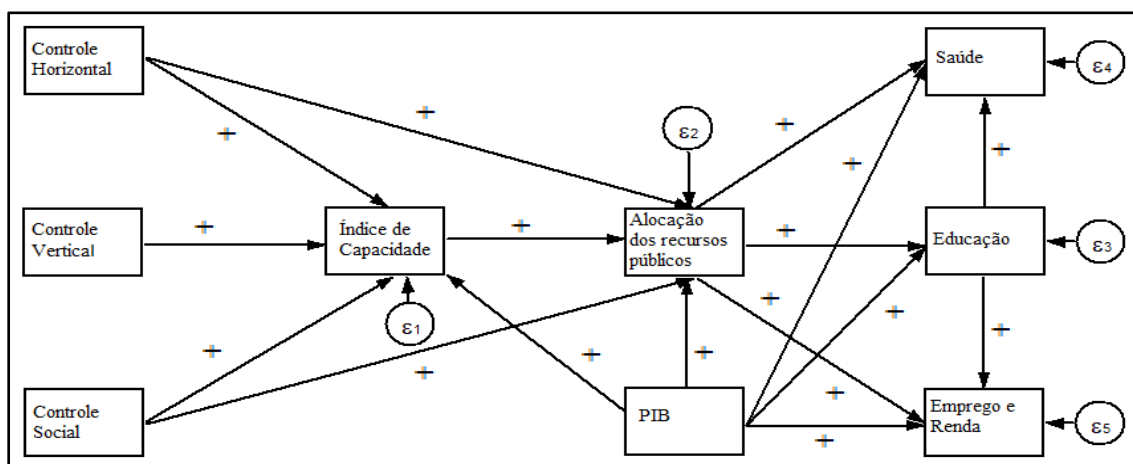 Controle
Horizontal
Saúde
ε4
+
+
+
+
ε2
+
+
Controle
Vertical
+
Índice de
Capacidade
+
Alocação
dos recursos
públicos
+
Educação
ε3
+
+
ε1
+
+
+
+
+
+
+
Controle
Social
PIB
+
Emprego e
Renda
ε5